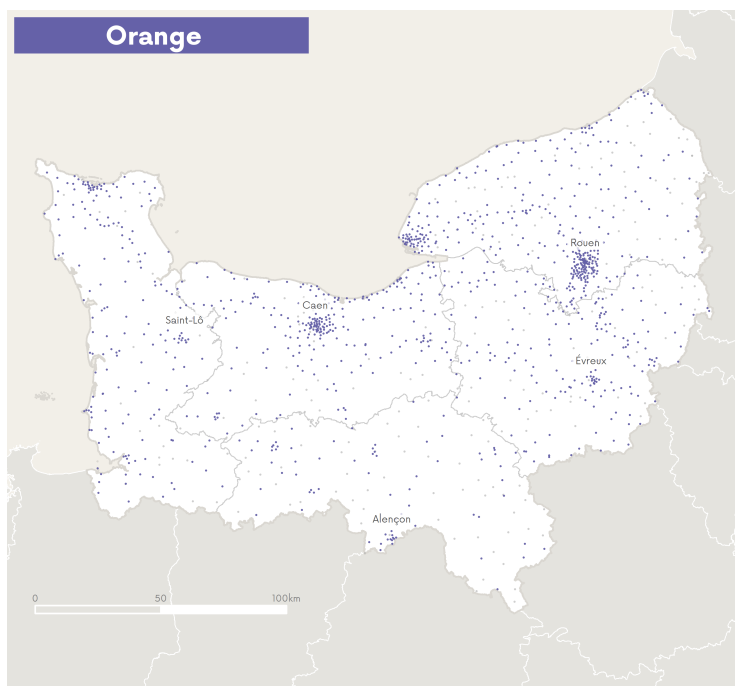 Orange
Rouen
Caen
Saint-Lô
Évreux
Alençon
0 50 100km